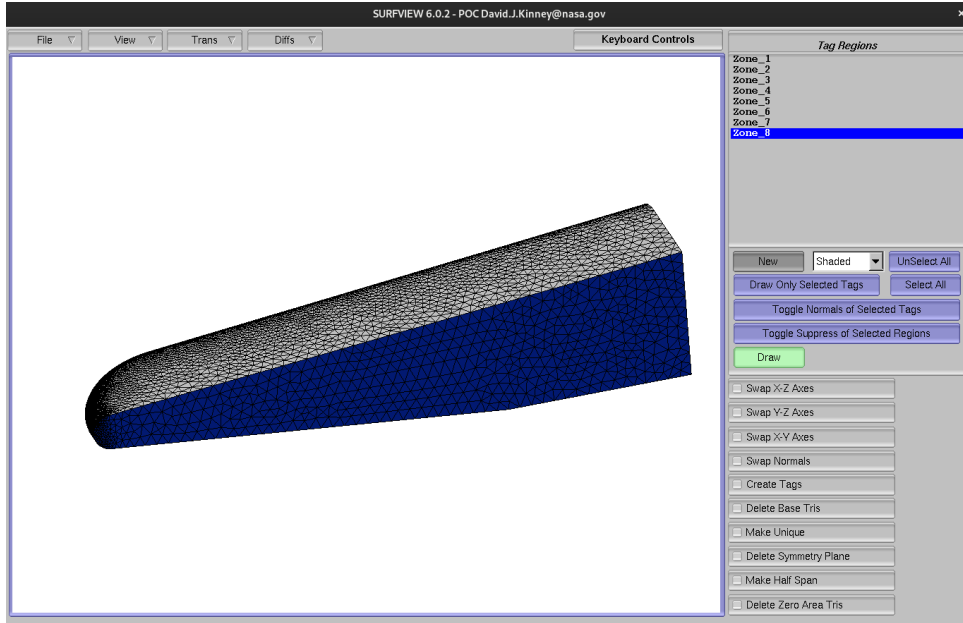 SURFVIEW 6.0.2 - POC David.J.Kinney@nasa.gov
File View Trans Diffs Keyboard Controls
Tag Regions
Zone_1
Zone_2
Zone_3
Zone_4
Zone_5
Zone_6
Zone_7
Zone_8
New Shaded UnSelect All
Draw Only Selected Tags Select All
Toggle Normals of Selected Tags
Toggle Suppress of Selected Regions
Draw
Swap X-Z Axes
Swap Y-Z Axes
Swap X-Y Axes
Swap Normals
Create Tags
Delete Base Tris
Make Unique
Delete Symmetry Plane
Make Half Span
Delete Zero Area Tris